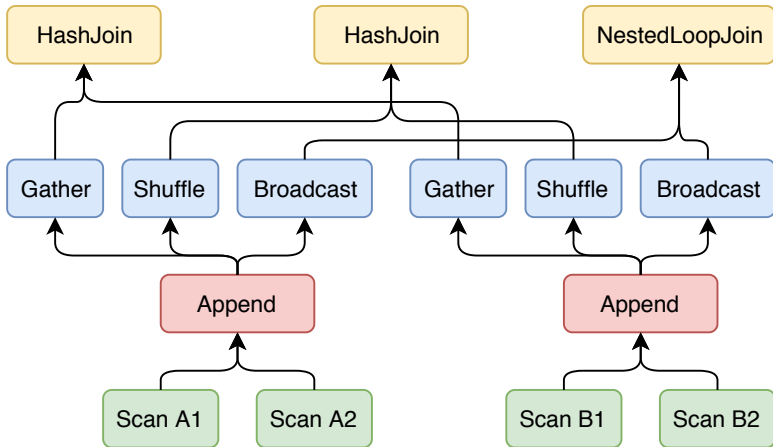 HashJoin
HashJoin
NestedLoopJoin
Gather
Shuffle
Broadcast
Gather
Shuffle
Broadcast
Append
Append
Scan A1
Scan A2
Scan B1
Scan B2